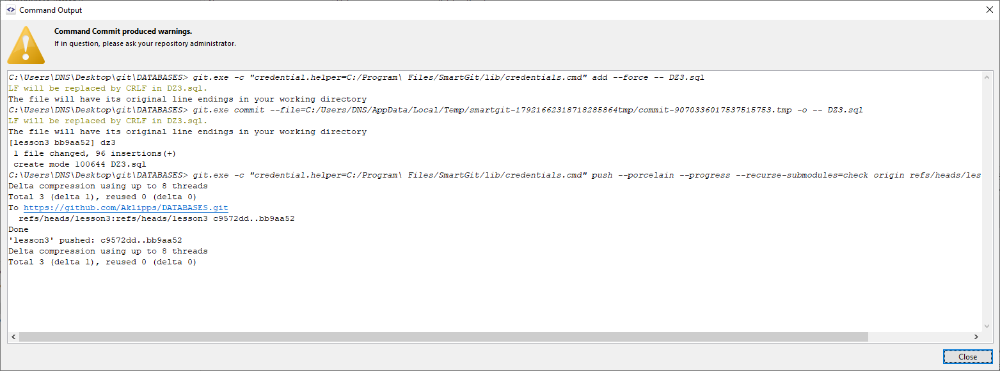 Command Output
Command Commit produced warnings.
If in question, please ask your repository administrator.
C:\Users\DNS\Desktop\git\DATABASES> git.exe -c "credential.helper=C:/Program\ Files/SmartGit/lib/credentials.cmd" add --force -- DZ3.sql
LF will be replaced by CRLF in DZ3.sql.
The file will have its original line endings in your working directory
C:\Users\DNS\Desktop\git\DATABASES> git.exe commit --file=C:/Users/DNS/AppData/Local/Temp/smartgit-17921662318718285864tmp/commit-9070336017537515753.tmp -o -- DZ3.sql
LF will be replaced by CRLF in DZ3.sql.
The file will have its original line endings in your working directory
[lesson3 bb9aa52] dz3
1 file changed, 96 insertions(+)
create mode 100644 DZ3.sql
C:\Users\DNS\Desktop\git\DATABASES> git.exe -c "credential.helper=C:/Program\ Files/SmartGit/lib/credentials.cmd" push --porcelain --progress --recurse-submodules=check origin refs/heads/les
Delta compression using up to 8 threads
Total 3 (delta 1), reused 0 (delta 0)
To https://github.com/Aklipps/DATABASES.git
refs/heads/lesson3:refs/heads/lesson3 c9572dd..bb9aa52
Done
'lesson3' pushed: c9572dd..bb9aa52
Delta compression using up to 8 threads
Total 3 (delta 1), reused 0 (delta 0)
Close